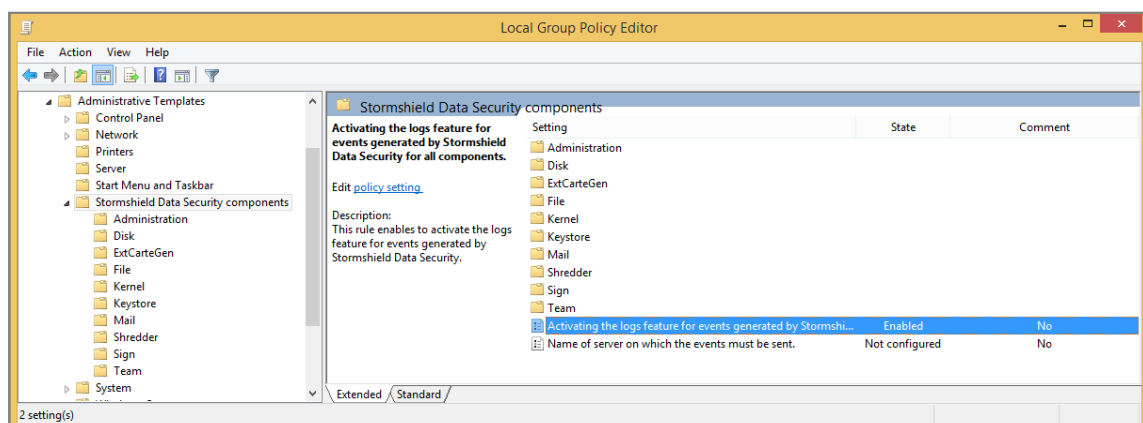 Local Group Policy Editor
File Action View Help
Administrative Templates
Control Panel
Network
Printers
Server
Start Menu and Taskbar
Stormshield Data Security components
Administration
Disk
ExtCarteGen
File
Kernel
Keystore
Mail
Shredder
Sign
Team
System
Stormshield Data Security components
Activating the logs feature for
events generated by Stormshield
Data Security for all components.
Edit policy setting
Description:
This rule enables to activate the logs
feature for events generated by
Stormshield Data Security.
Setting State Comment
Administration
Disk
ExtCarteGen
File
Kernel
Keystore
Mail
Shredder
Sign
Team
Activating the logs feature for events generated by Stormshi... Enabled No
Name of server on which the events must be sent. Not configured No
Extended Standard
2 setting(s)